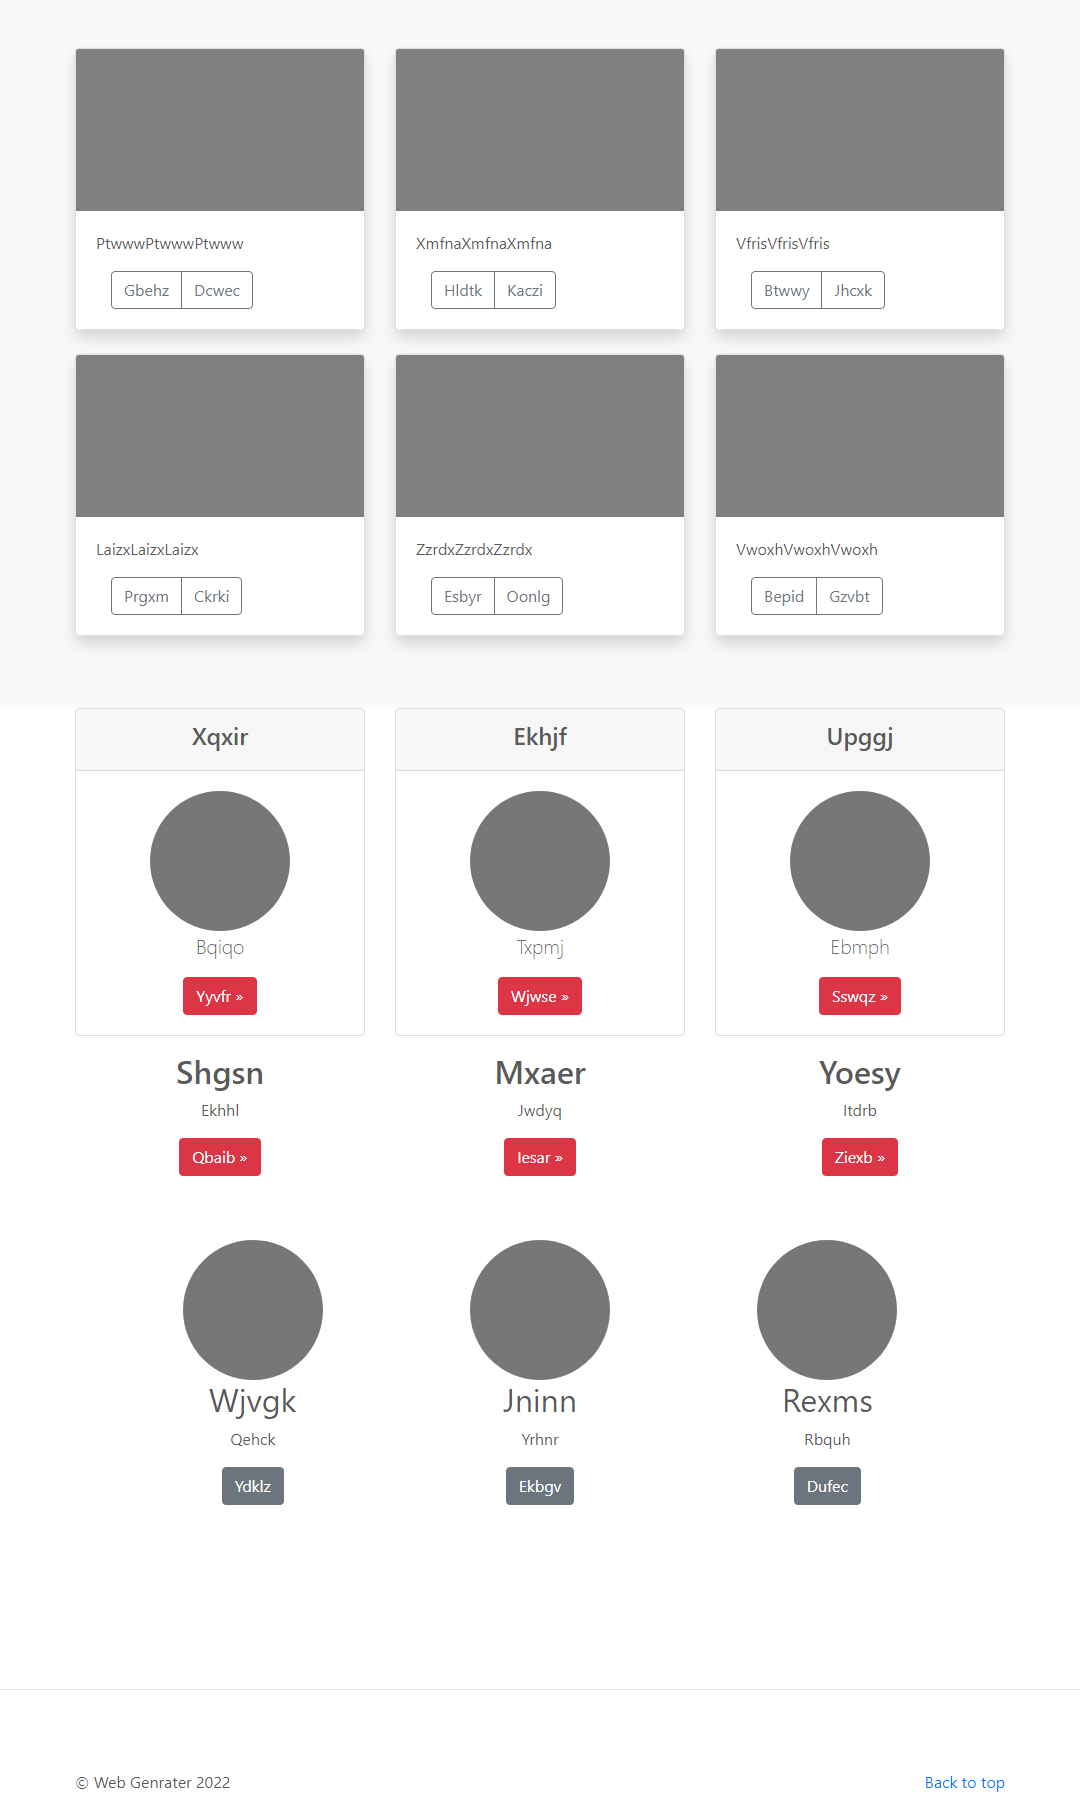 PtwwwPtwwwPtwww
Gbehz Dcwec
XmfnaXmfnaXmfna
Hldtk Kaczi
VfrisVfrisVfris
Btwwy Jhcxk
LaizxLaizxLaizx
Prgxm Ckrki
ZzrdxZzrdxZzrdx
Esbyr Oonlg
VwoxhVwoxhVwoxh
Bepid Gzvbt
Xqxir
Bqiqo
Yyvfr »
Ekhjf
Txpmj
Wjwse »
Upggj
Ebmph
Sswqz »
Shgsn
Ekhhl
Qbaib »
Mxaer
Jwdyq
Iesar »
Yoesy
Itdrb
Ziexb »
Wjvgk
Qehck
Ydklz
Jninn
Yrhnr
Ekbgv
Rexms
Rbquh
Dufec
© Web Genrater 2022
Back to top